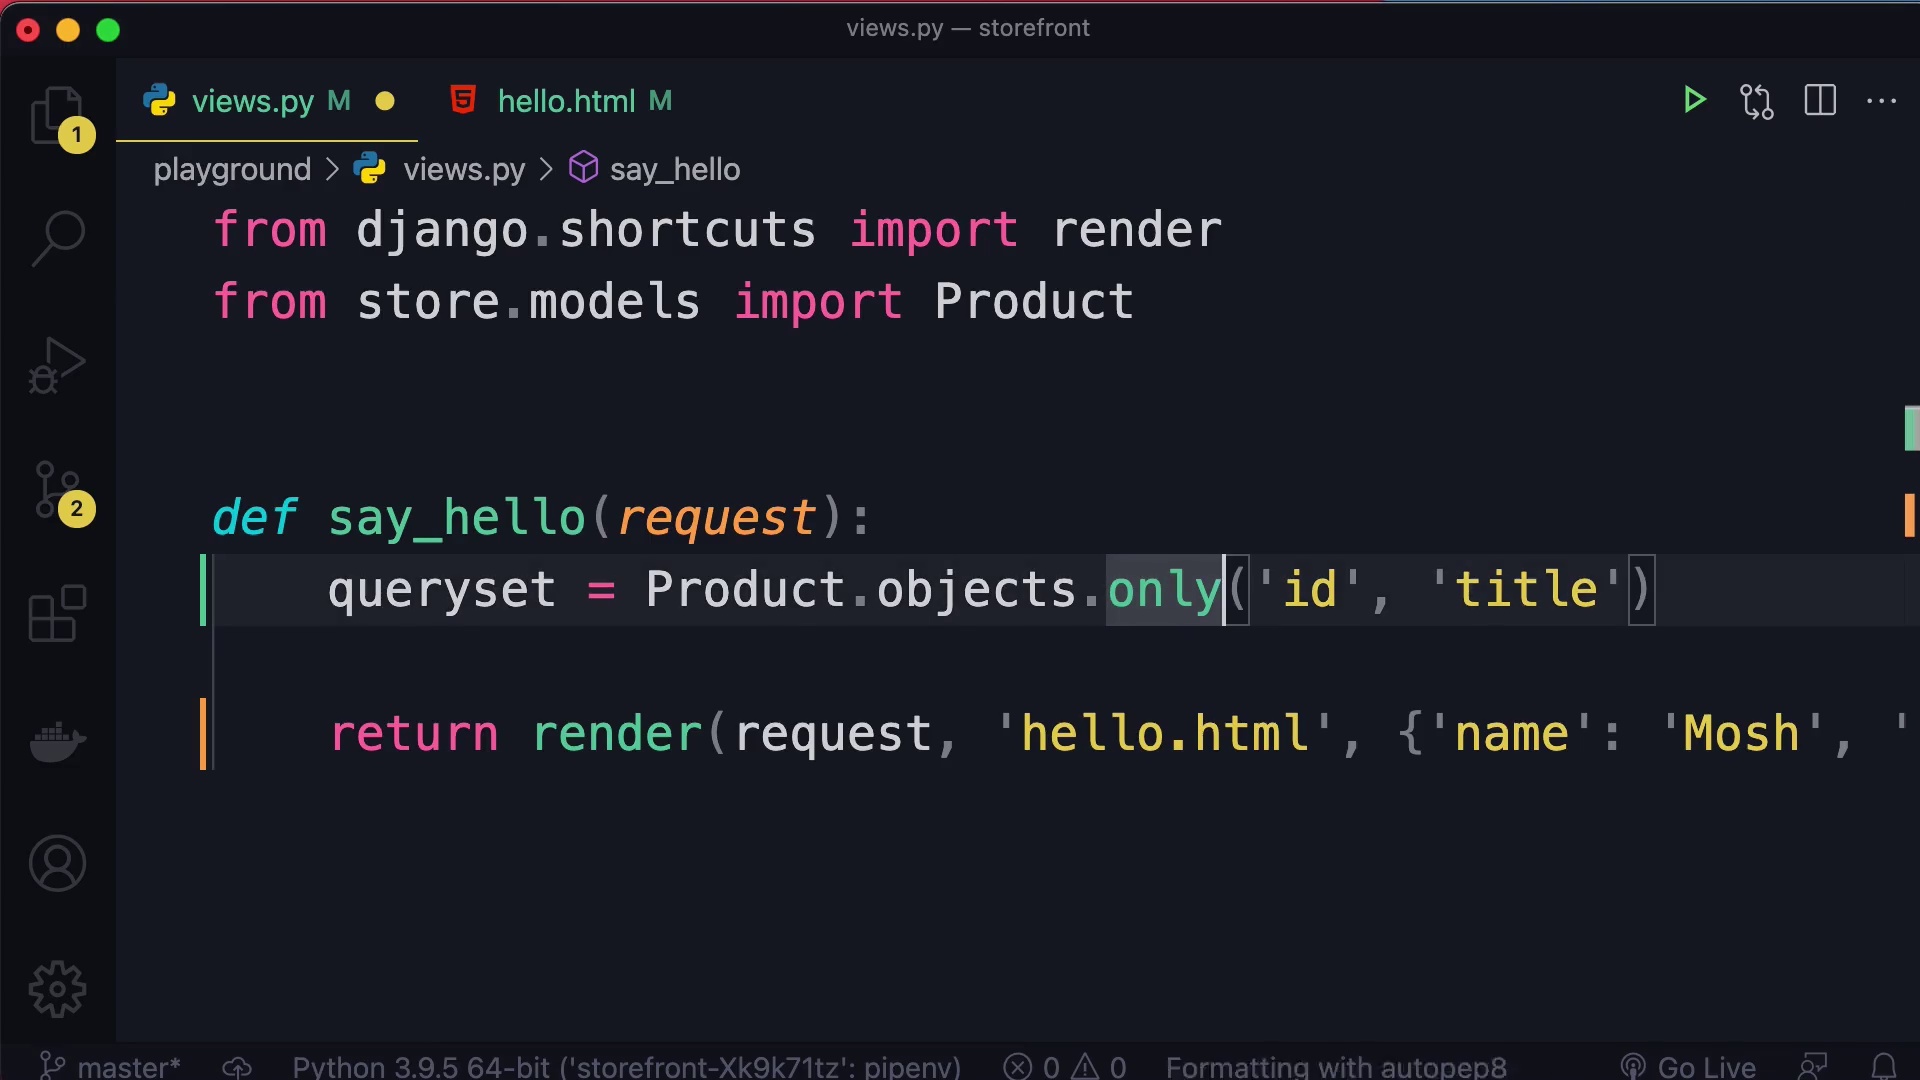 views.py — storefront
views.py M hello.html M
1
playground > views.py > say_hello
from django.shortcuts import render
from store.models import Product
def say_hello(request):
2
queryset = Product.objects.only('id', 'title')
return render(request, 'hello.html', {'name': 'Mosh', '
master* Python 3.9.5 64-bit ('storefront-Xk9k71tz': pipenv) 0 0 Formatting with autopep8 Go Live